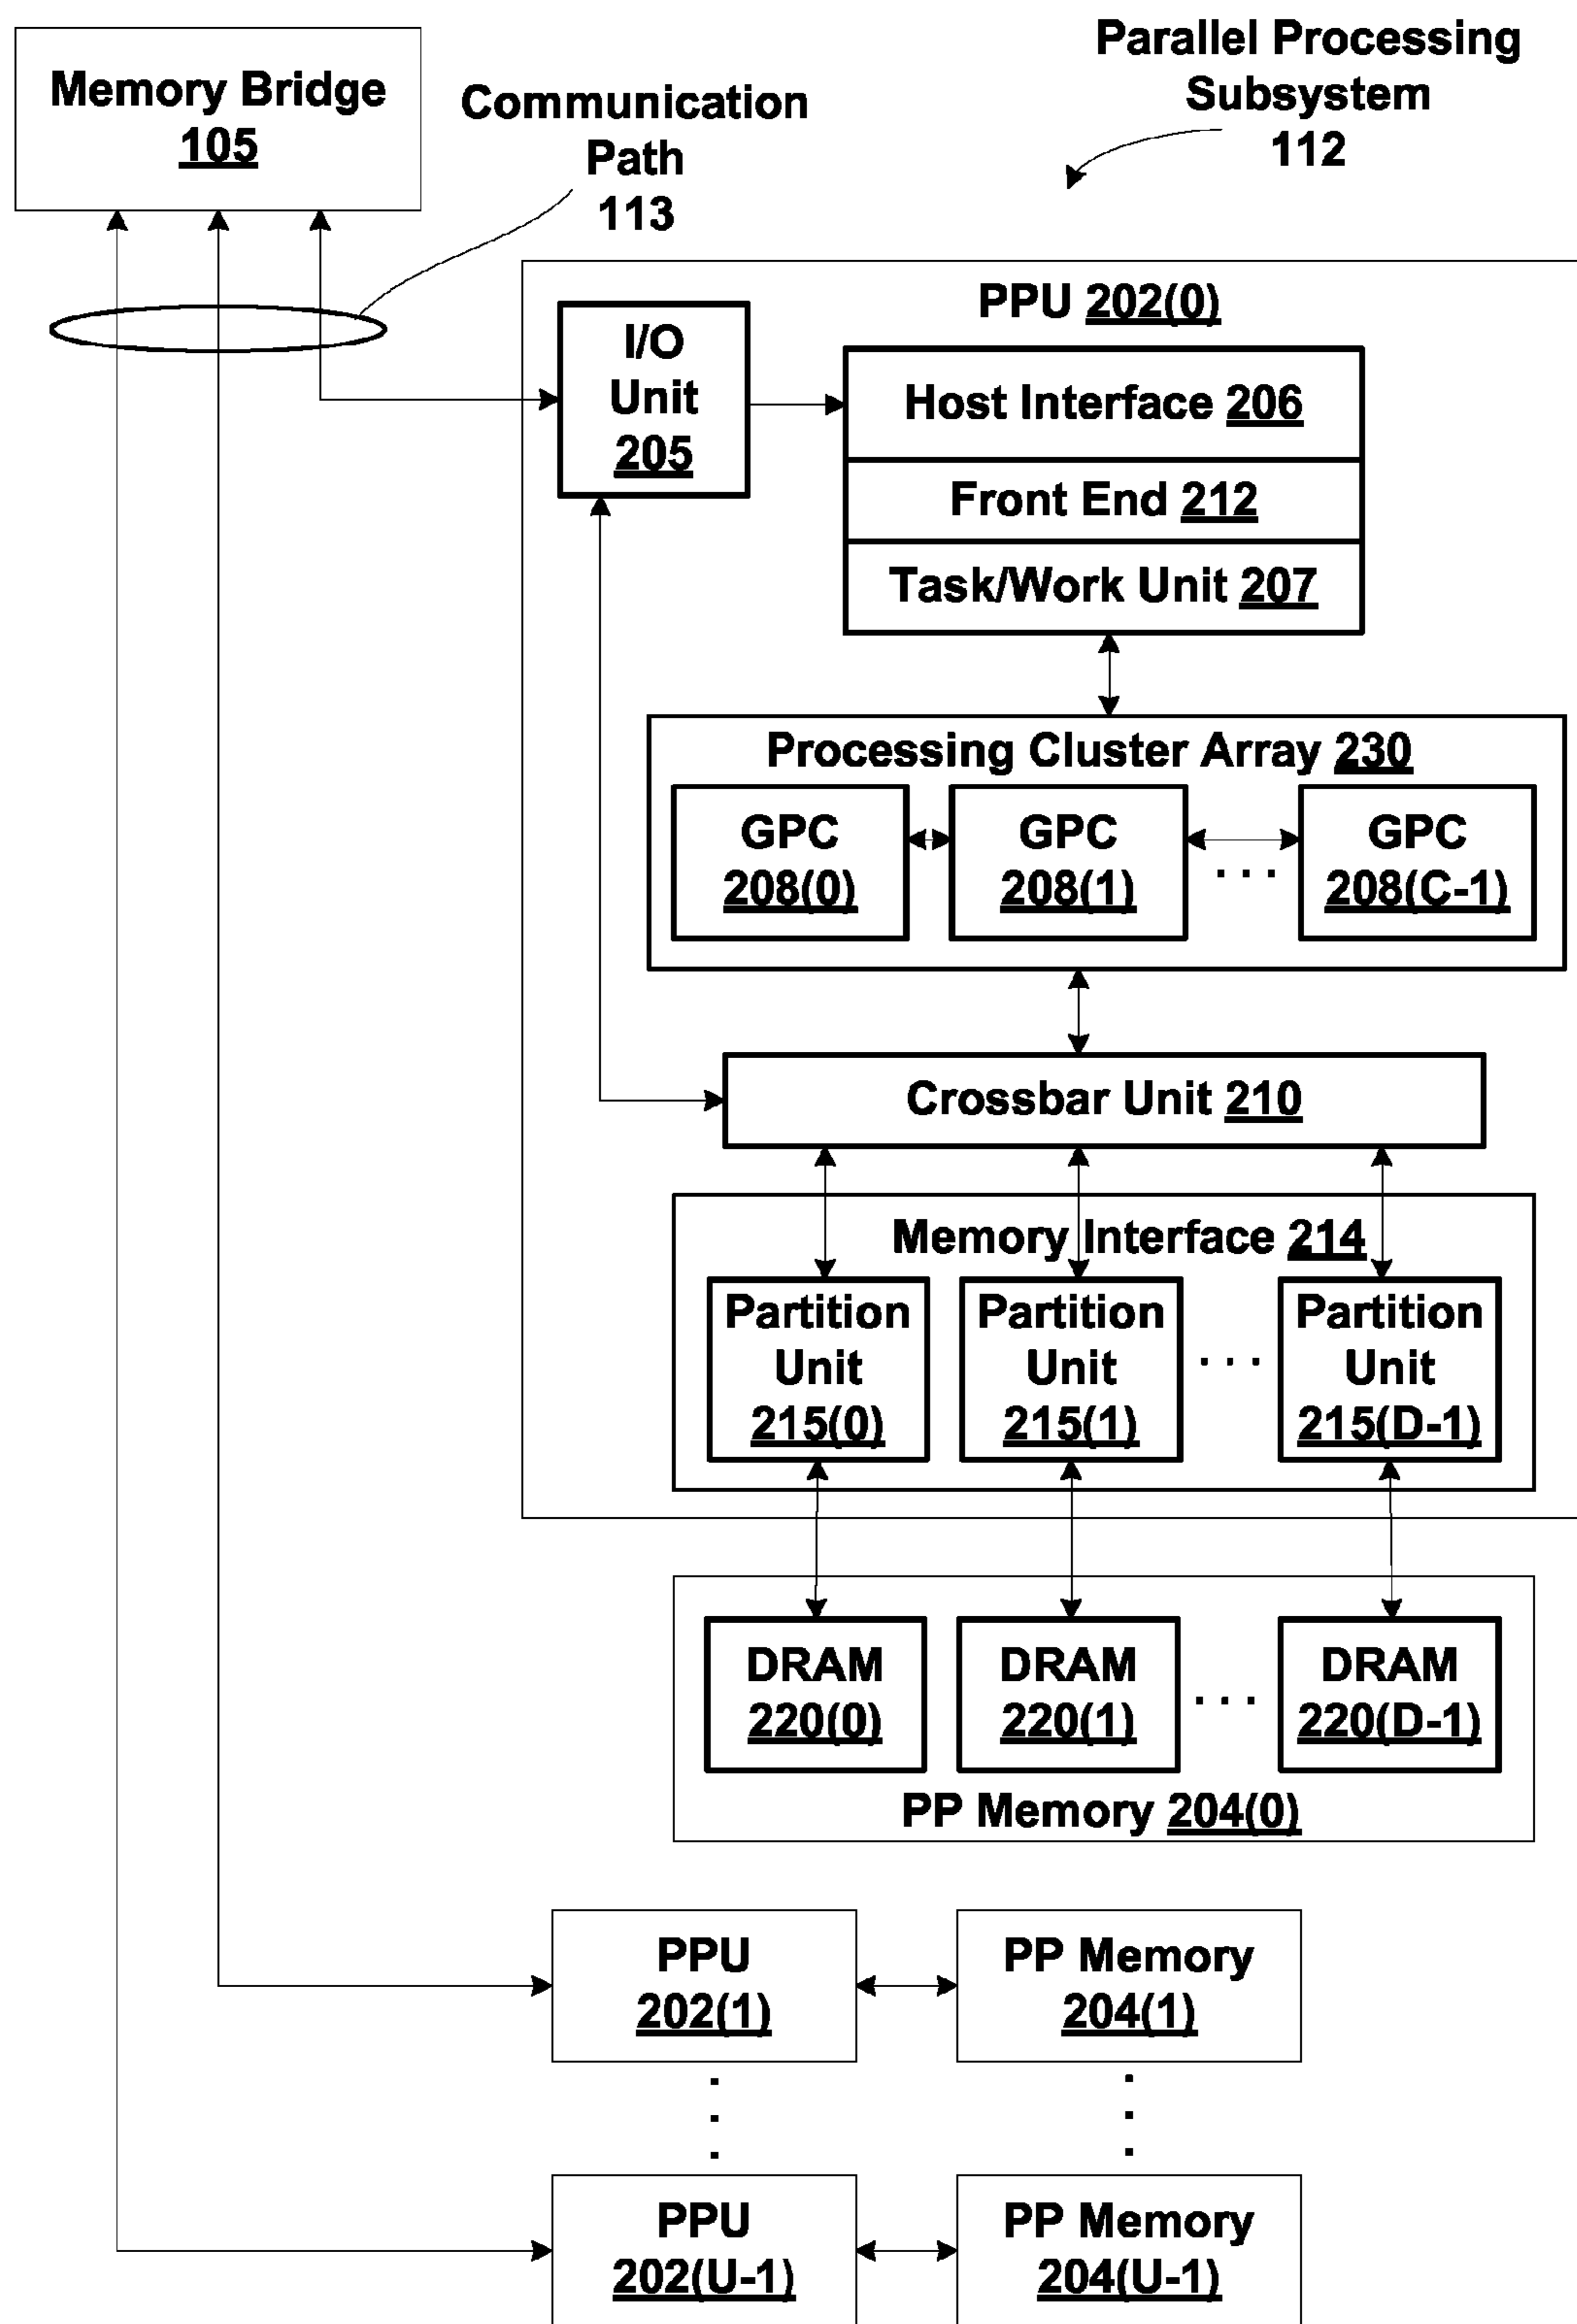 Memory Bridge
105
Communication
Path
113
Parallel Processing
Subsystem
112
PPU 202(0)
I/O
Unit
205
Host Interface 206
Front End 212
Task/Work Unit 207
Processing Cluster Array 230
GPC
208(0)
GPC
208(1)
. . .
GPC
208(C-1)
Crossbar Unit 210
Memory Interface 214
Partition
Unit
215(0)
Partition
Unit
215(1)
. . .
Partition
Unit
215(D-1)
DRAM
220(0)
DRAM
220(1)
. . .
DRAM
220(D-1)
PP Memory 204(0)
PPU
202(1)
PP Memory
204(1)
PPU
202(U-1)
PP Memory
204(U-1)